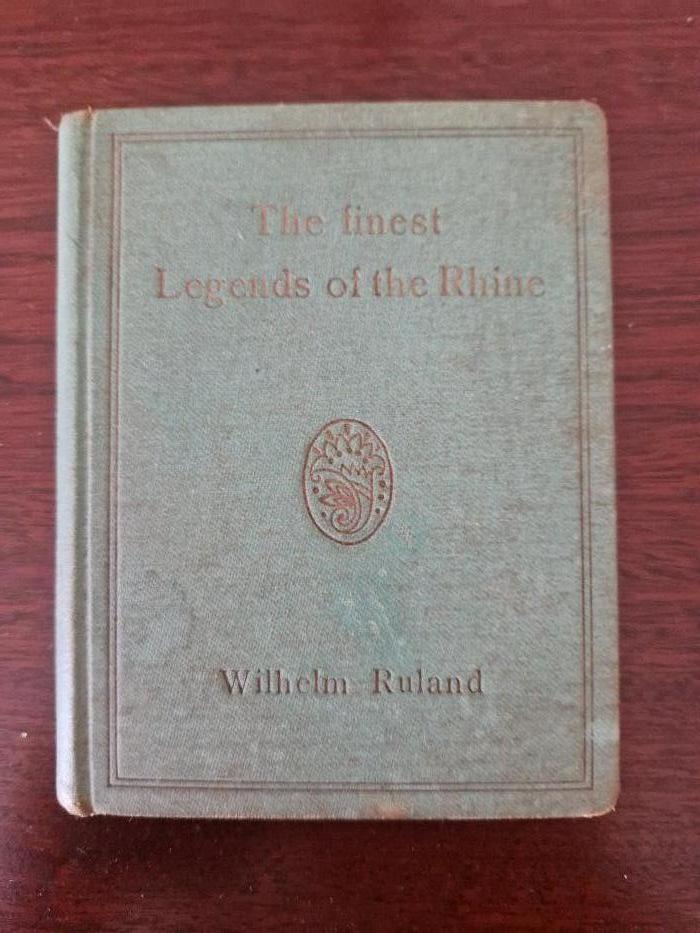 The finest
Legends of the Rhine
Wilhelm Ruland